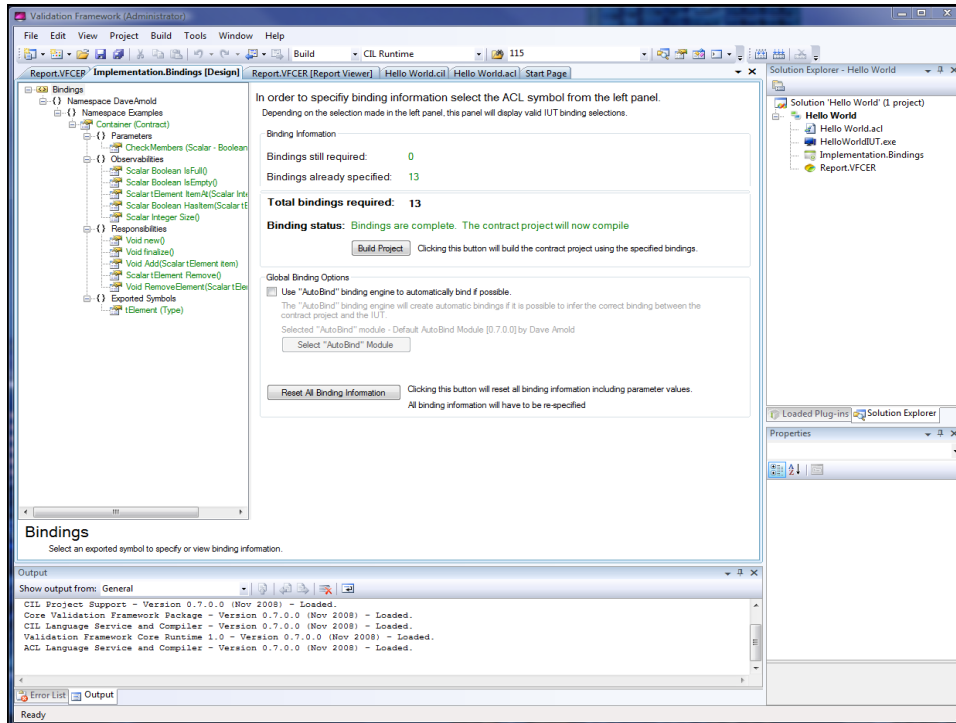 Validation Framework (Administrator)
File Edit View Project Build Tools Window Help
Build CIL Runtime 115
Report.VFCER Implementation.Bindings [Design] Report.VFCER [Report Viewer] Hello World.cil Hello World.acl Start Page
Bindings
{} Namespace DaveArnold
{} Namespace Examples
Container (Contract)
{} Parameters
CheckMembers (Scalar - Boolean
{} Observabilities
Scalar Boolean IsFull()
Scalar Boolean IsEmpty()
Scalar tElement ItemAt(Scalar Inte
Scalar Boolean HasItem(Scalar tE
Scalar Integer Size()
{} Responsibilities
Void new()
Void finalize()
Void Add(Scalar tElement item)
Scalar tElement Remove()
Void RemoveElement(Scalar tEle
{} Exported Symbols
tElement (Type)
In order to specifiy binding information select the ACL symbol from the left panel.
Depending on the selection made in the left panel, this panel will display valid IUT binding selections.
Binding Information
Bindings still required: 0
Bindings already specified: 13
Total bindings required: 13
Binding status: Bindings are complete. The contract project will now compile
Build Project Clicking this button will build the contract project using the specified bindings.
Global Binding Options
Use "AutoBind" binding engine to automatically bind if possible.
The "AutoBind" binding engine will create automatic bindings if it is possible to infer the correct binding between the
contract project and the IUT.
Selected "AutoBind" module - Default AutoBind Module [0.7.0.0] by Dave Arnold
Select "AutoBind" Module
Reset All Binding Information Clicking this button will reset all binding information including parameter values.
All binding information will have to be re-specified
Bindings
Select an exported symbol to specify or view binding information.
Solution Explorer - Hello World
Solution 'Hello World' (1 project)
Hello World
Hello World.acl
HelloWorldIUT.exe
Implementation.Bindings
Report.VFCER
Loaded Plug-ins Solution Explorer
Properties
Output
Show output from: General
CIL Project Support - Version 0.7.0.0 (Nov 2008) - Loaded.
Core Validation Framework Package - Version 0.7.0.0 (Nov 2008) - Loaded.
CIL Language Service and Compiler - Version 0.7.0.0 (Nov 2008) - Loaded.
Validation Framework Core Runtime 1.0 - Version 0.7.0.0 (Nov 2008) - Loaded.
ACL Language Service and Compiler - Version 0.7.0.0 (Nov 2008) - Loaded.
Error List Output
Ready